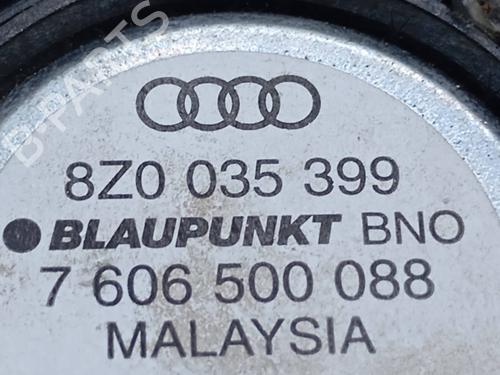 B-PARTS
8Z0 035 399
BLAUPUNKT BNO
7 606 500 088
MALAYSIA